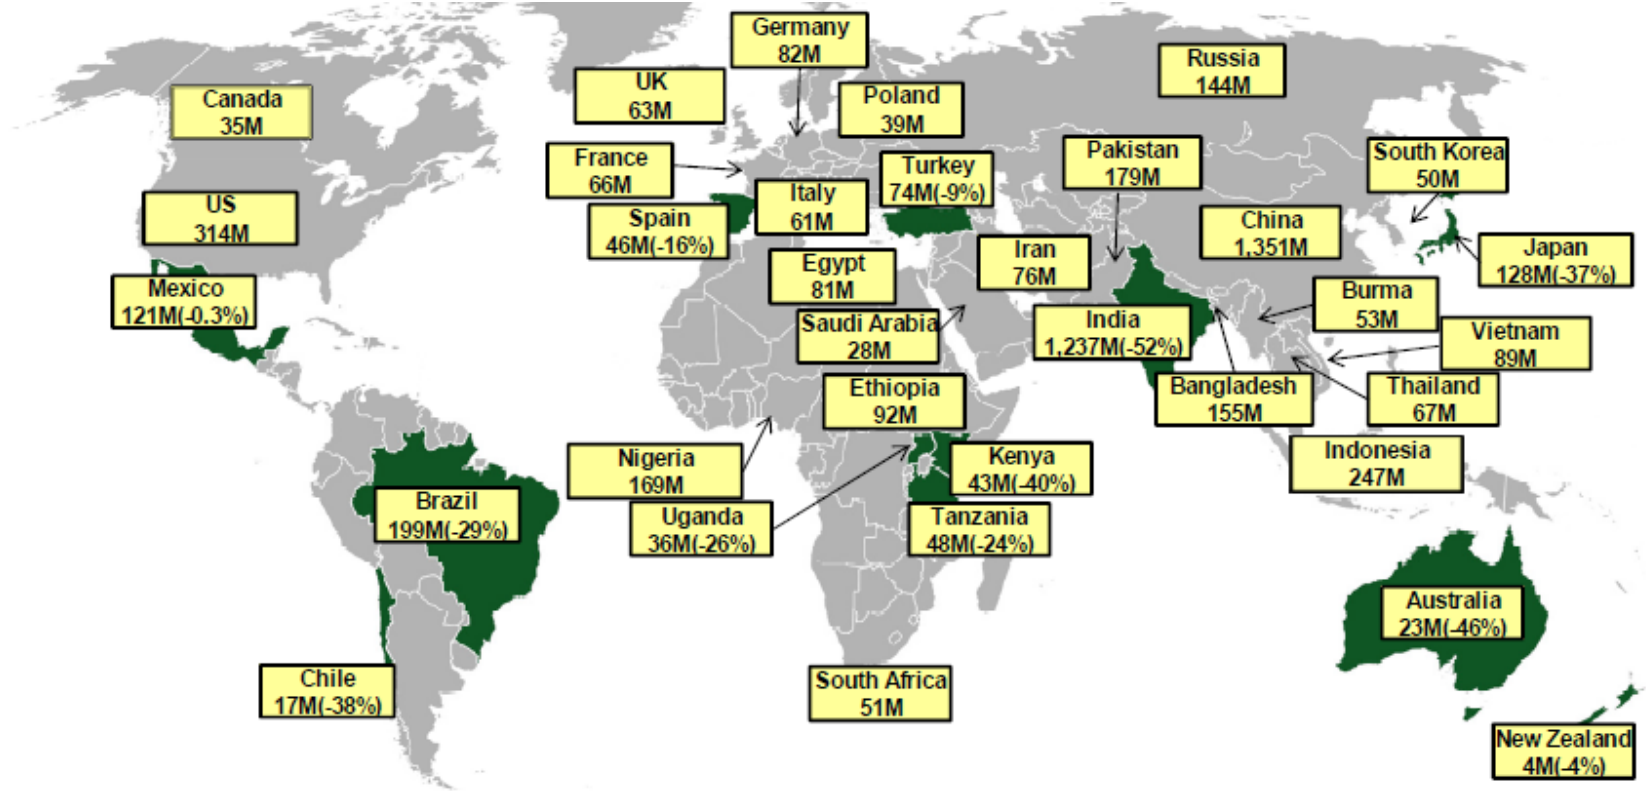 Germany
82M
Russia
144M
UK
63M
Canada
35M
Poland
39M
Pakistan
179M
South Korea
50M
France
66M
Turkey
74M(-9%)
Italy
61M
US
314M
Spain
46M(-16%)
China
1,351M
Iran
76M
Japan
128M(-37%)
Egypt
81M
Mexico
121M(-0.3%)
Burma
53M
Saudi Arabia
28M
India
1,237M(-52%)
Vietnam
89M
Ethiopia
92M
Bangladesh
155M
Thailand
67M
Indonesia
247M
Nigeria
169M
Kenya
43M(-40%)
Brazil
199M(-29%)
Uganda
36M(-26%)
Tanzania
48M(-24%)
Australia
23M(-46%)
Chile
17M(-38%)
South Africa
51M
New Zealand
4M(-4%)